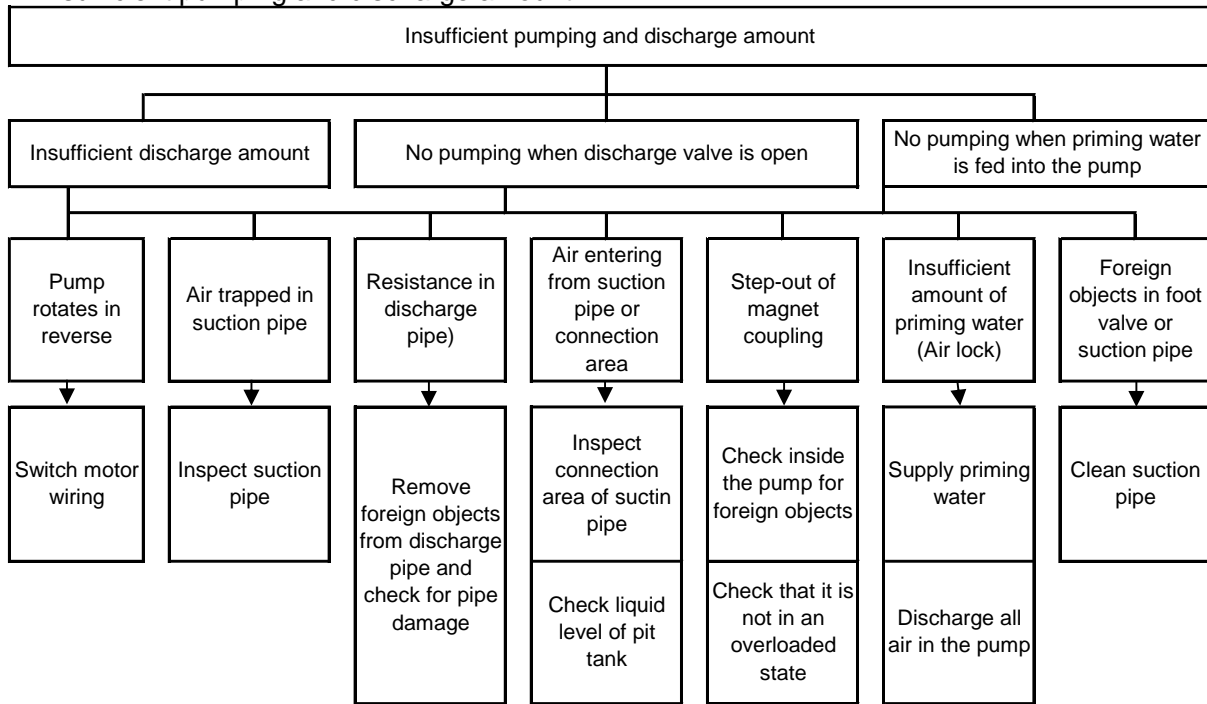 Insufficient pumping and discharge amount
Insufficient discharge amount
No pumping when discharge valve is open
No pumping when priming water
is fed into the pump
Pump
rotates in
reverse
Air trapped in
suction pipe
Resistance in
discharge
pipe)
Air entering
from suction
pipe or
connection
area
Step-out of
magnet
coupling
Insufficient
amount of
priming water
(Air lock)
Foreign
objects in foot
valve or
suction pipe
Switch motor
wiring
Inspect suction
pipe
Remove
foreign objects
from discharge
pipe and
check for pipe
damage
Inspect
connection
area of suctin
pipe
Check liquid
level of pit
tank
Check inside
the pump for
foreign objects
Check that it is
not in an
overloaded
state
Supply priming
water
Discharge all
air in the pump
Clean suction
pipe